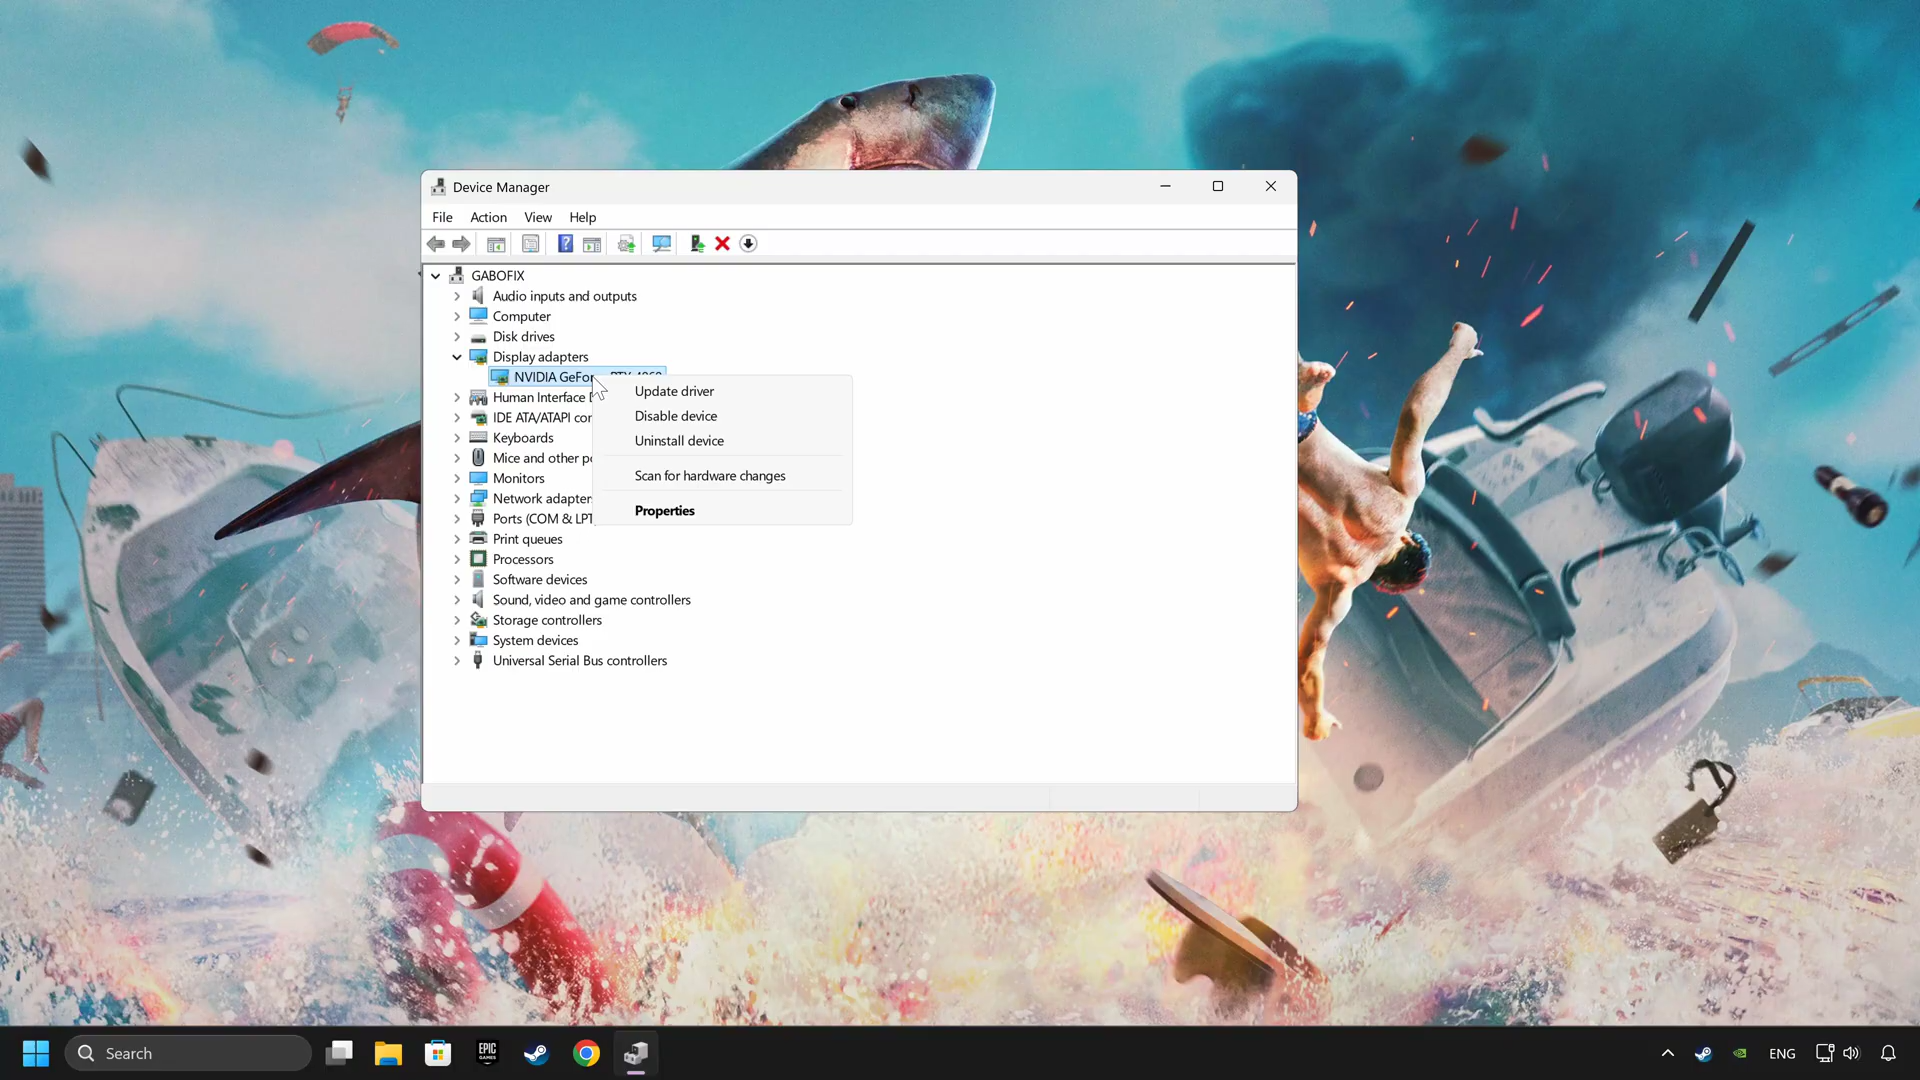 Device Manager
File Action View Help
GABOFIX
Audio inputs and outputs
Computer
Disk drives
Display adapters
NVIDIA GeFor
Update driver
Human Interface
Disable device
IDE ATA/ATAPI cor
Uninstall device
Keyboards
Mice and other po
Scan for hardware changes
Monitors
Network adapters
Properties
Ports (COM & LPT
Print queues
Processors
Software devices
Sound, video and game controllers
Storage controllers
System devices
Universal Serial Bus controllers
Search
EPIC
GAMES
ENG